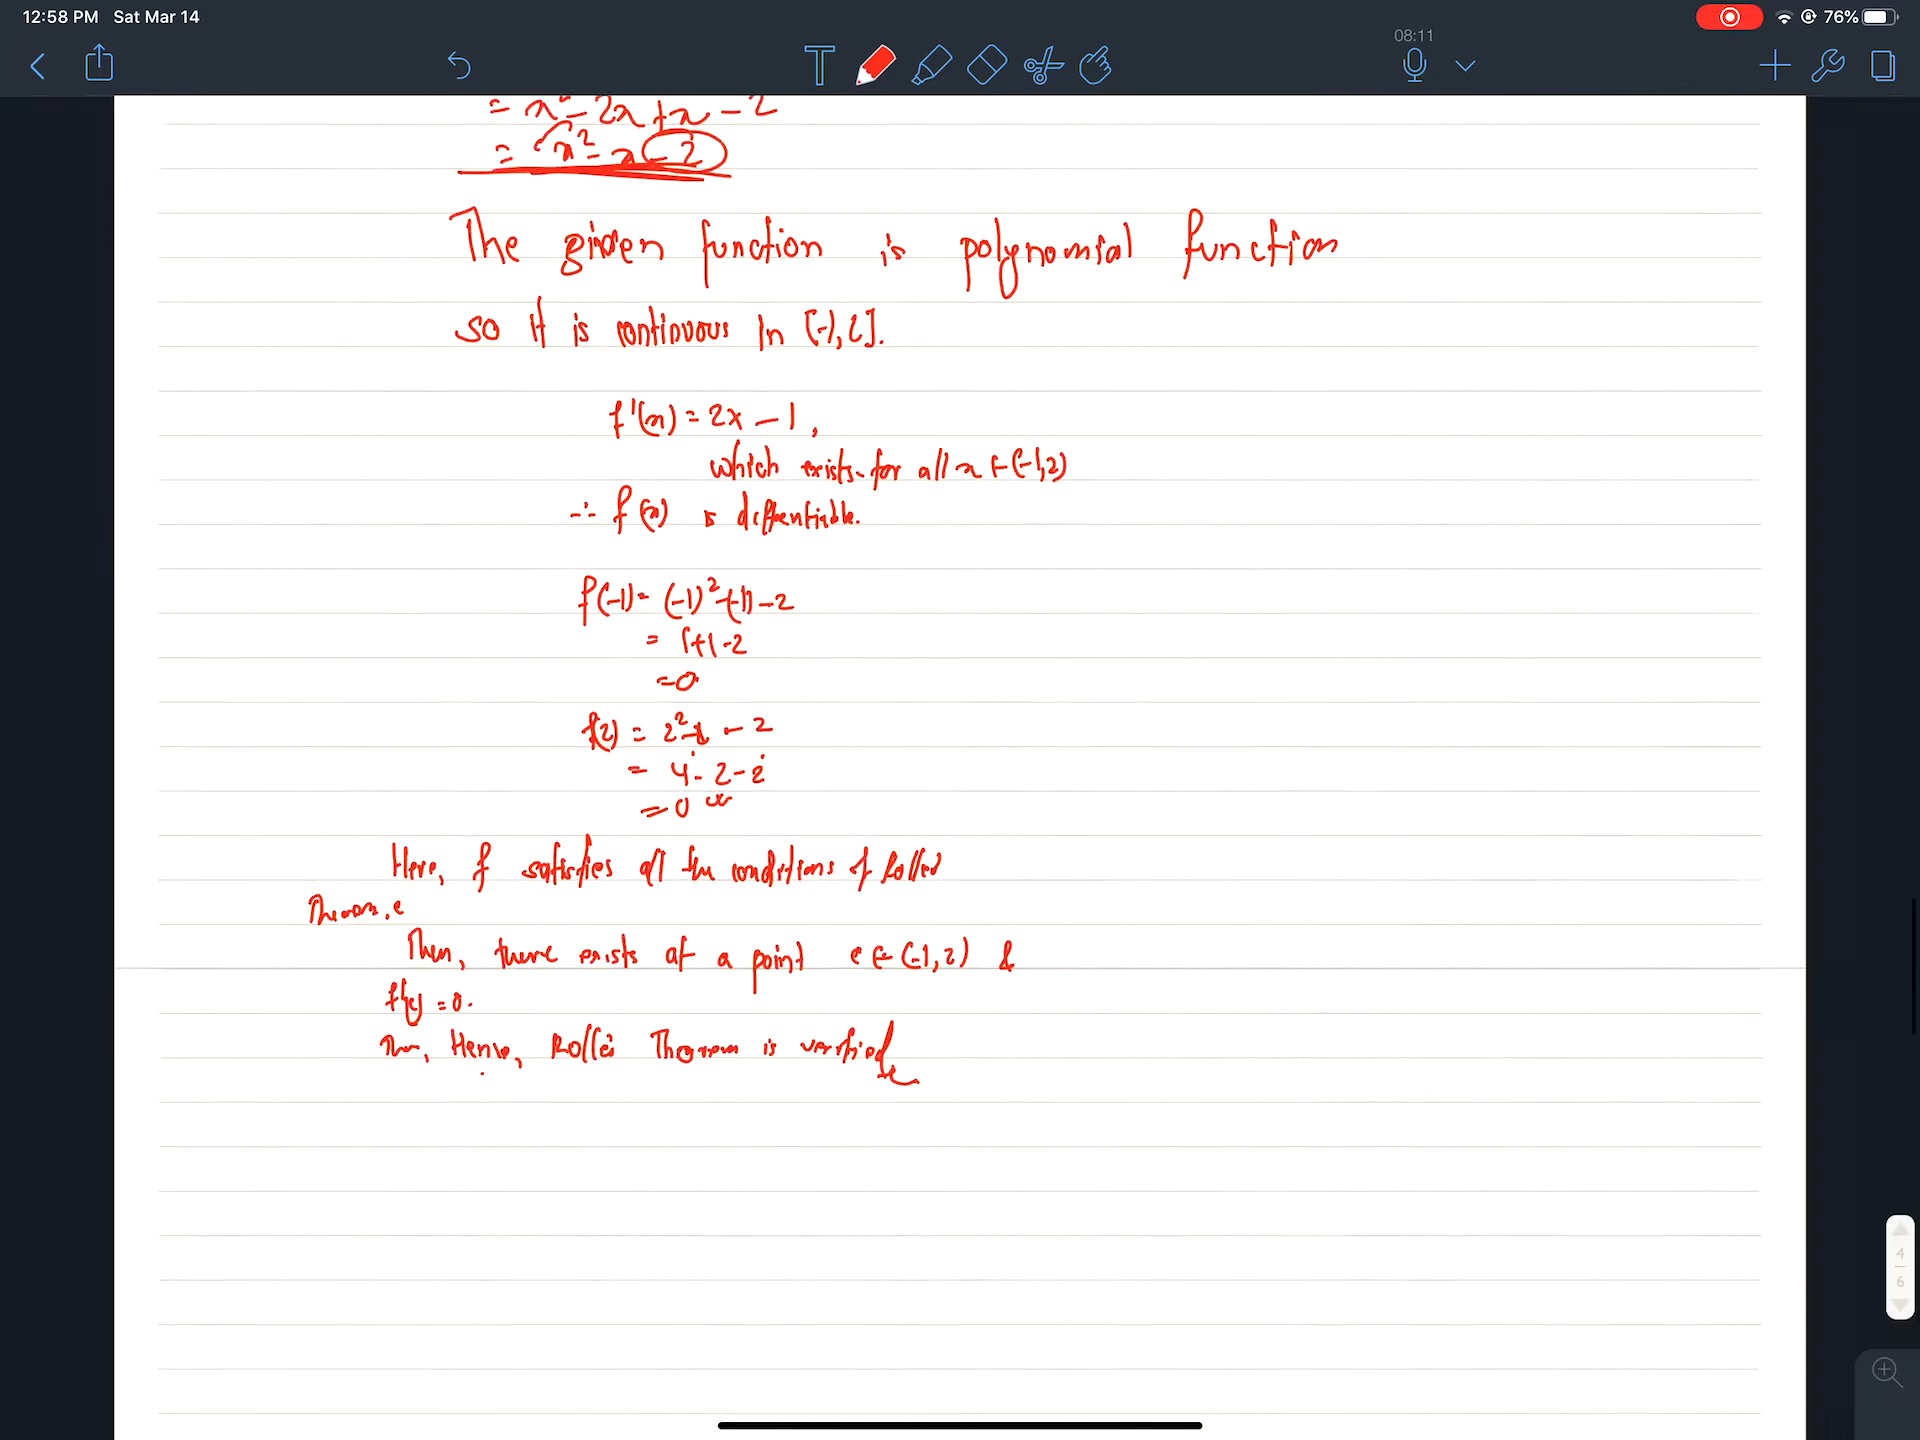 12:58 PM Sat Mar 14
76%
08:11
= x² - 2x + x - 2
= x² - x - 2
The given function is polynomial function
so it is continuous in [-1, 2].
f'(x) = 2x - 1,
which exists for all x ∈ (-1,2)
∴ f(x) is differentiable.
f(-1) = (-1)² - (-1) - 2
= 1+1-2
=0
f(2) = 2² - 2 - 2
= 4 - 2 - 2
= 0
Here, f satisfies all the conditions of Rolle's
Theorem,
Then, there exists at a point c ∈ (-1, 2) &
f'(c) = 0.
Hence, Rolle's Theorem is verified
4
6